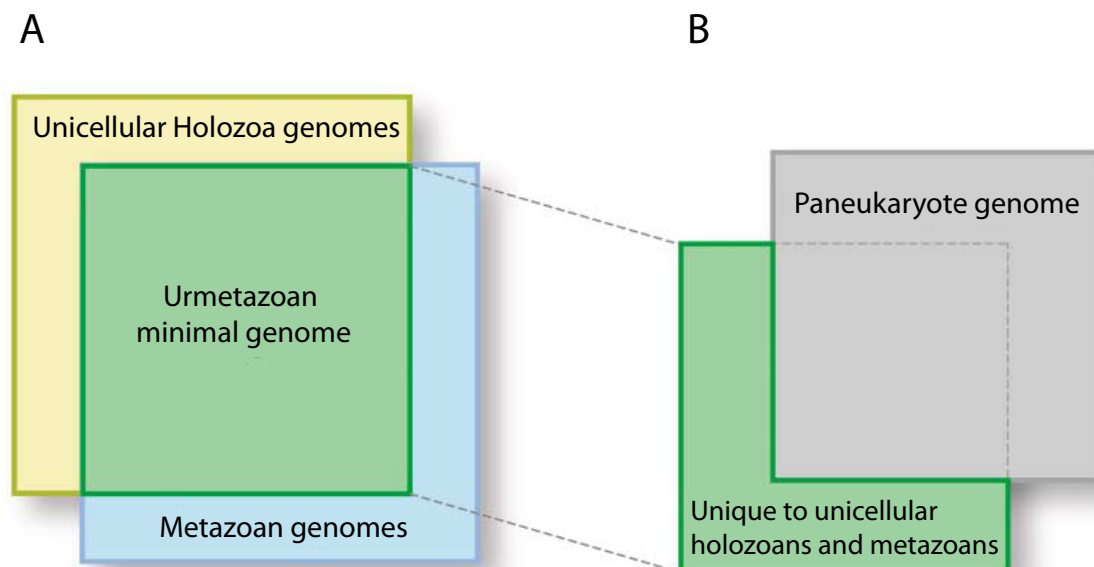 A
B
Unicellular Holozoa genomes
Urmetazoan
minimal genome
Metazoan genomes
Paneukaryote genome
Unique to unicellular
holozoans and metazoans